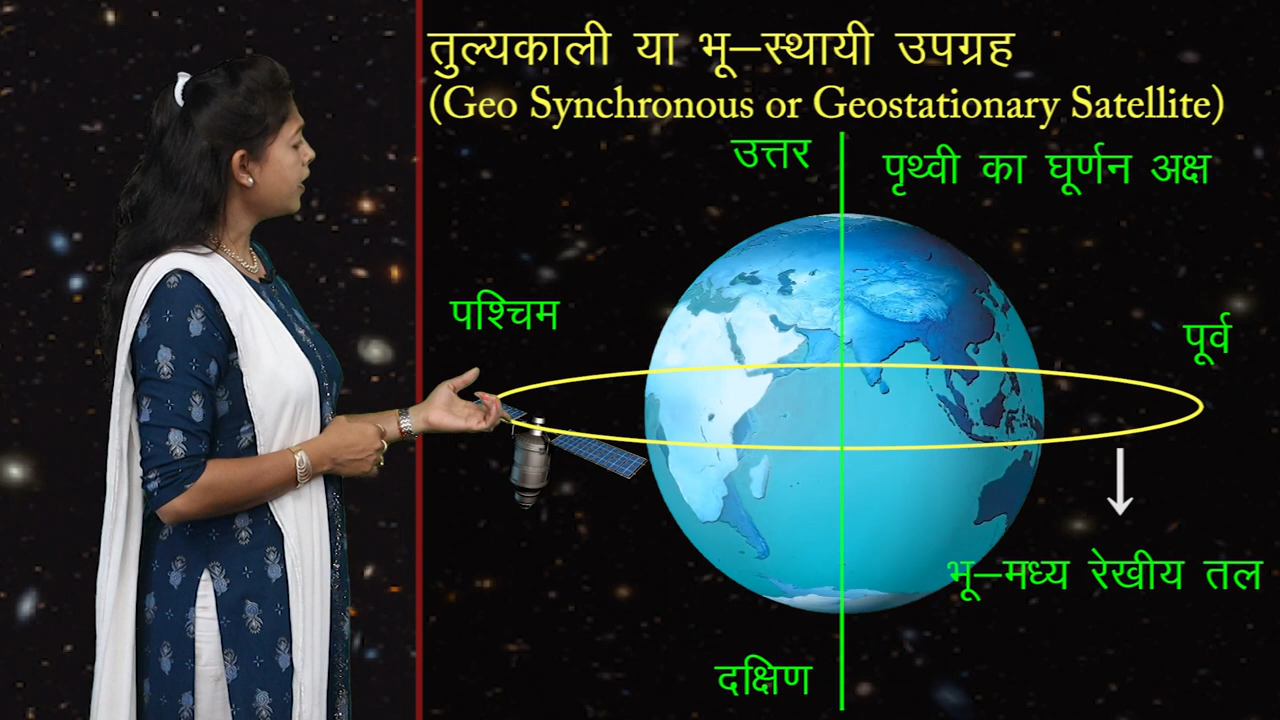 तुल्यकाली या भू–स्थायी उपग्रह
(Geo Synchronous or Geostationary Satellite)
उत्तर
पृथ्वी का घूर्णन अक्ष
पश्चिम
पूर्व
भू–मध्य रेखीय तल
दक्षिण